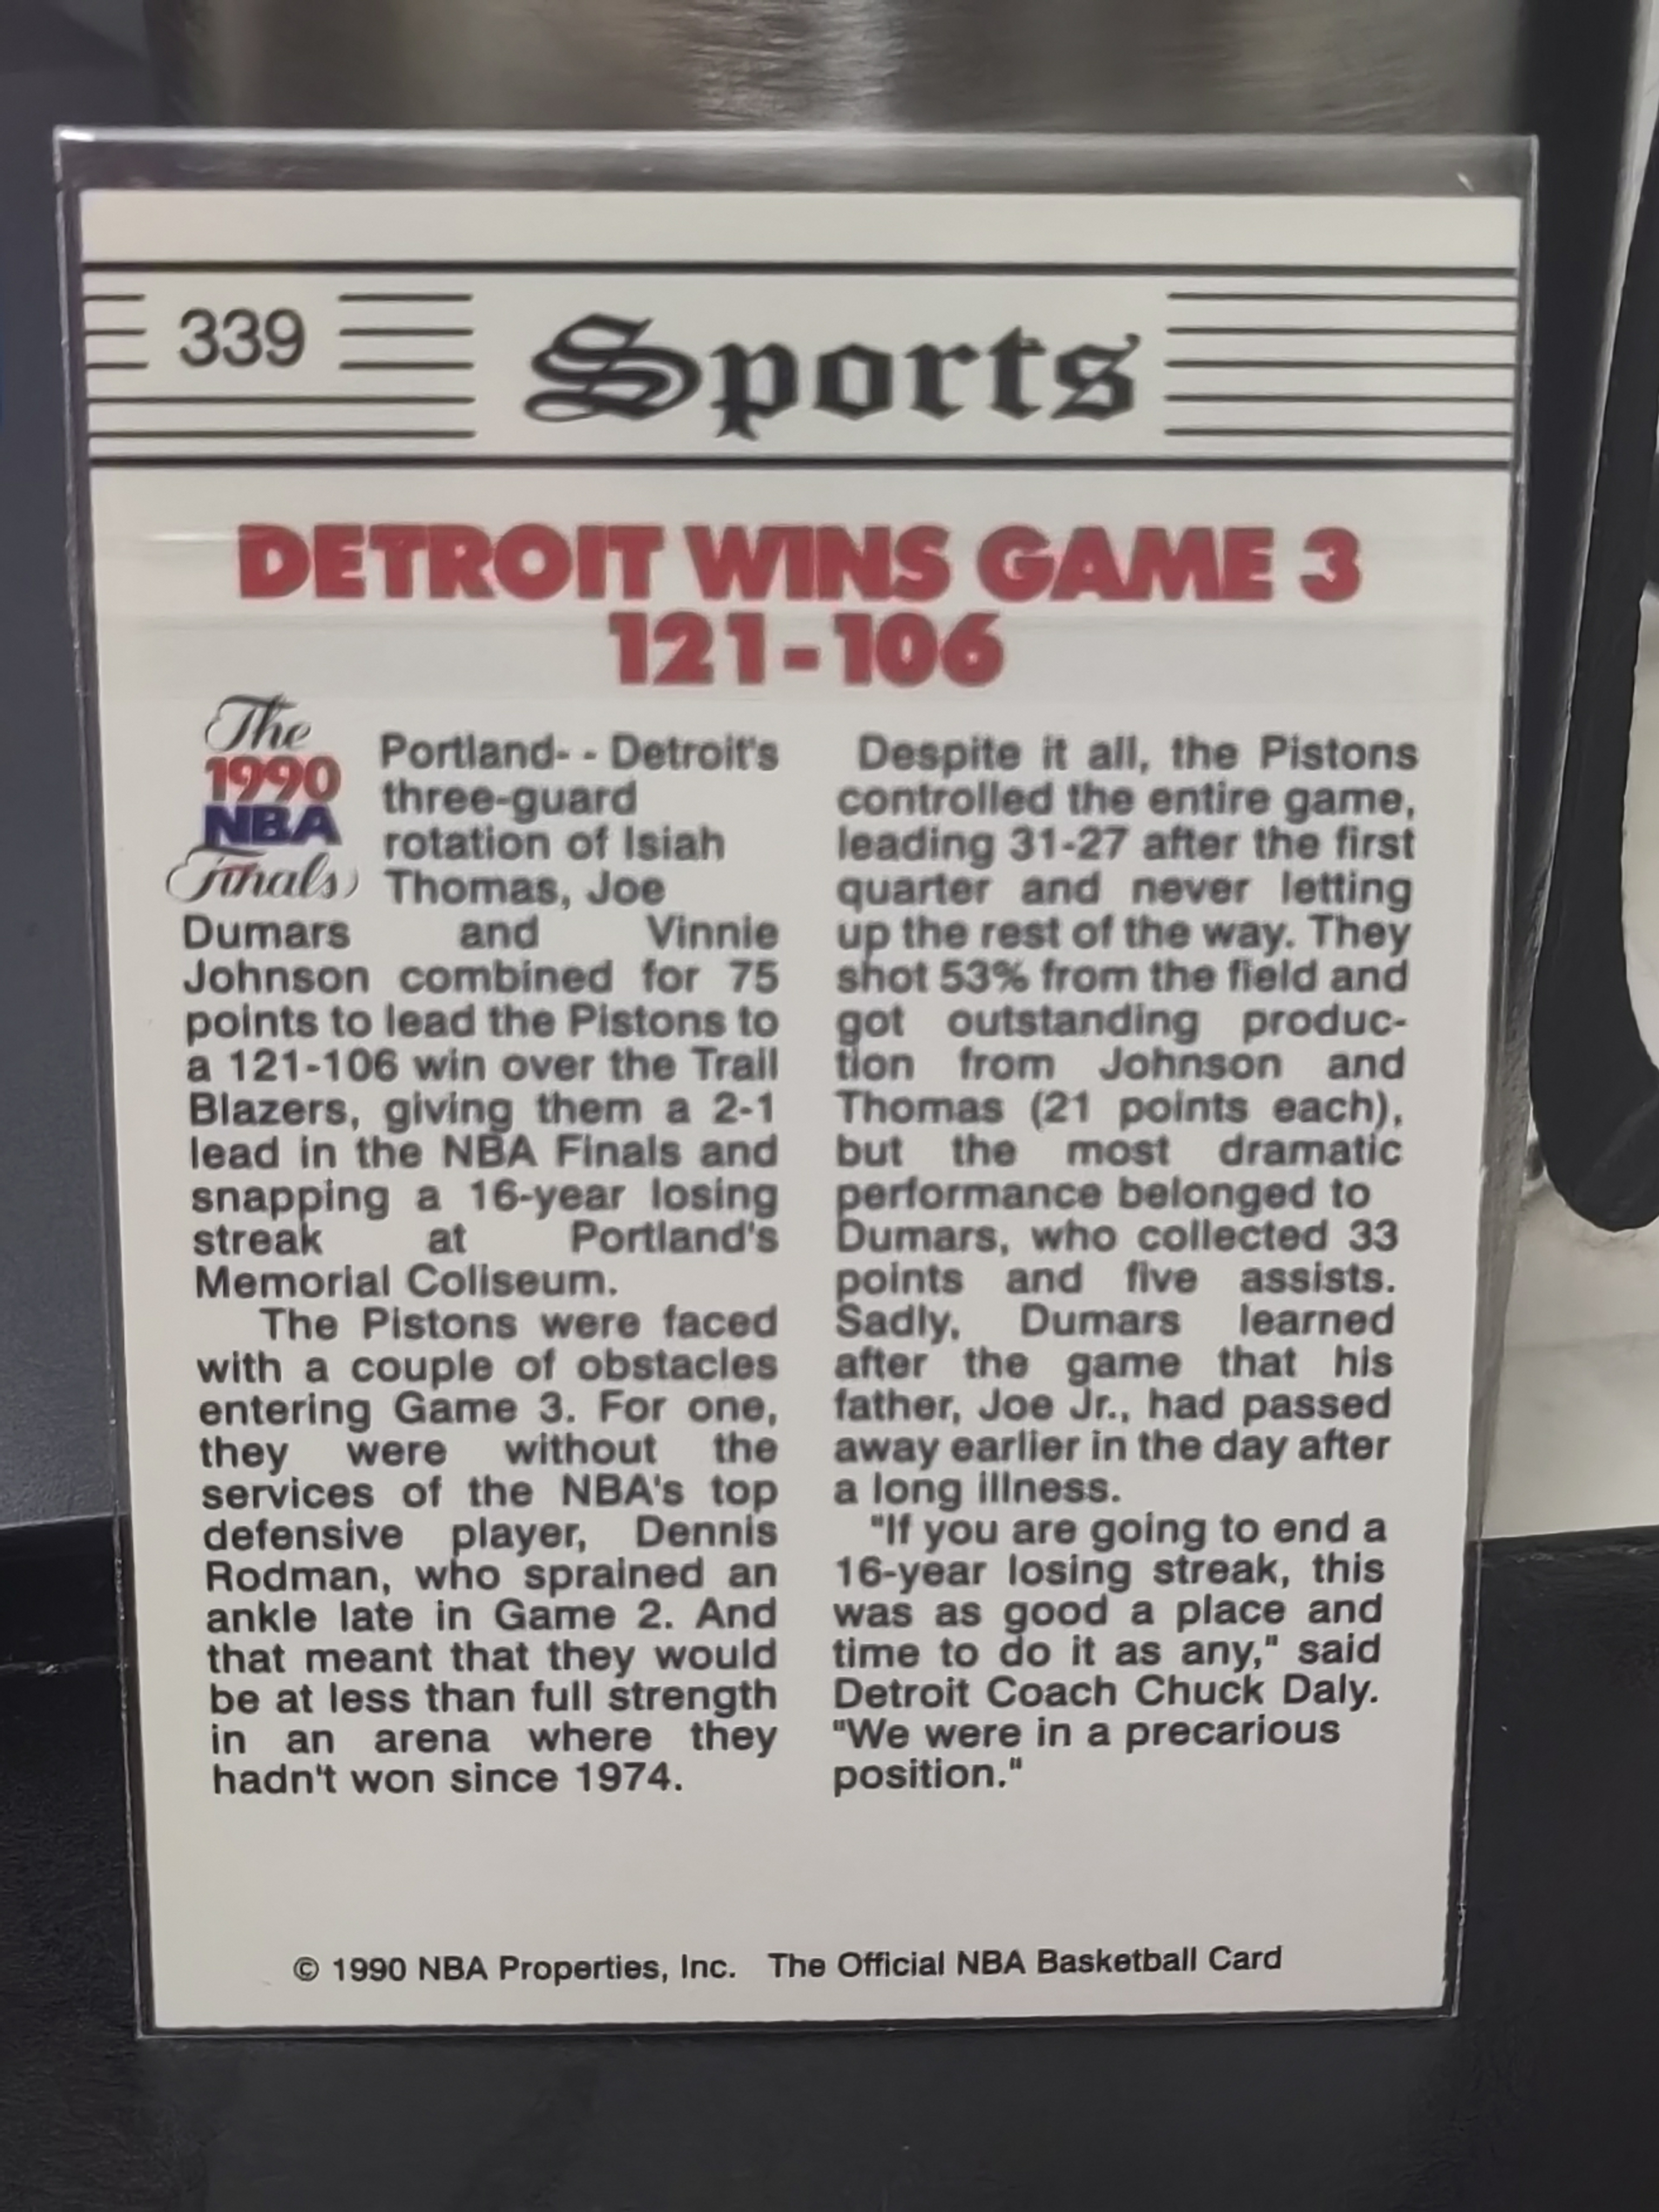 339
Sports
DETROIT WINS GAME 3
121-106
The
1990
NBA
Finals
Portland- - Detroit's
three-guard
rotation of Isiah
Thomas, Joe
Dumars and Vinnie
Johnson combined for 75
points to lead the Pistons to
a 121-106 win over the Trail
Blazers, giving them a 2-1
lead in the NBA Finals and
snapping a 16-year losing
streak at Portland's
Memorial Coliseum.
The Pistons were faced
with a couple of obstacles
entering Game 3. For one,
they were without the
services of the NBA's top
defensive player, Dennis
Rodman, who sprained an
ankle late in Game 2. And
that meant that they would
be at less than full strength
in an arena where they
hadn't won since 1974.
Despite it all, the Pistons
controlled the entire game,
leading 31-27 after the first
quarter and never letting
up the rest of the way. They
shot 53% from the field and
got outstanding produc-
tion from Johnson and
Thomas (21 points each),
but the most dramatic
performance belonged to
Dumars, who collected 33
points and five assists.
Sadly, Dumars learned
after the game that his
father, Joe Jr., had passed
away earlier in the day after
a long illness.
"If you are going to end a
16-year losing streak, this
was as good a place and
time to do it as any," said
Detroit Coach Chuck Daly.
"We were in a precarious
position."
© 1990 NBA Properties, Inc. The Official NBA Basketball Card